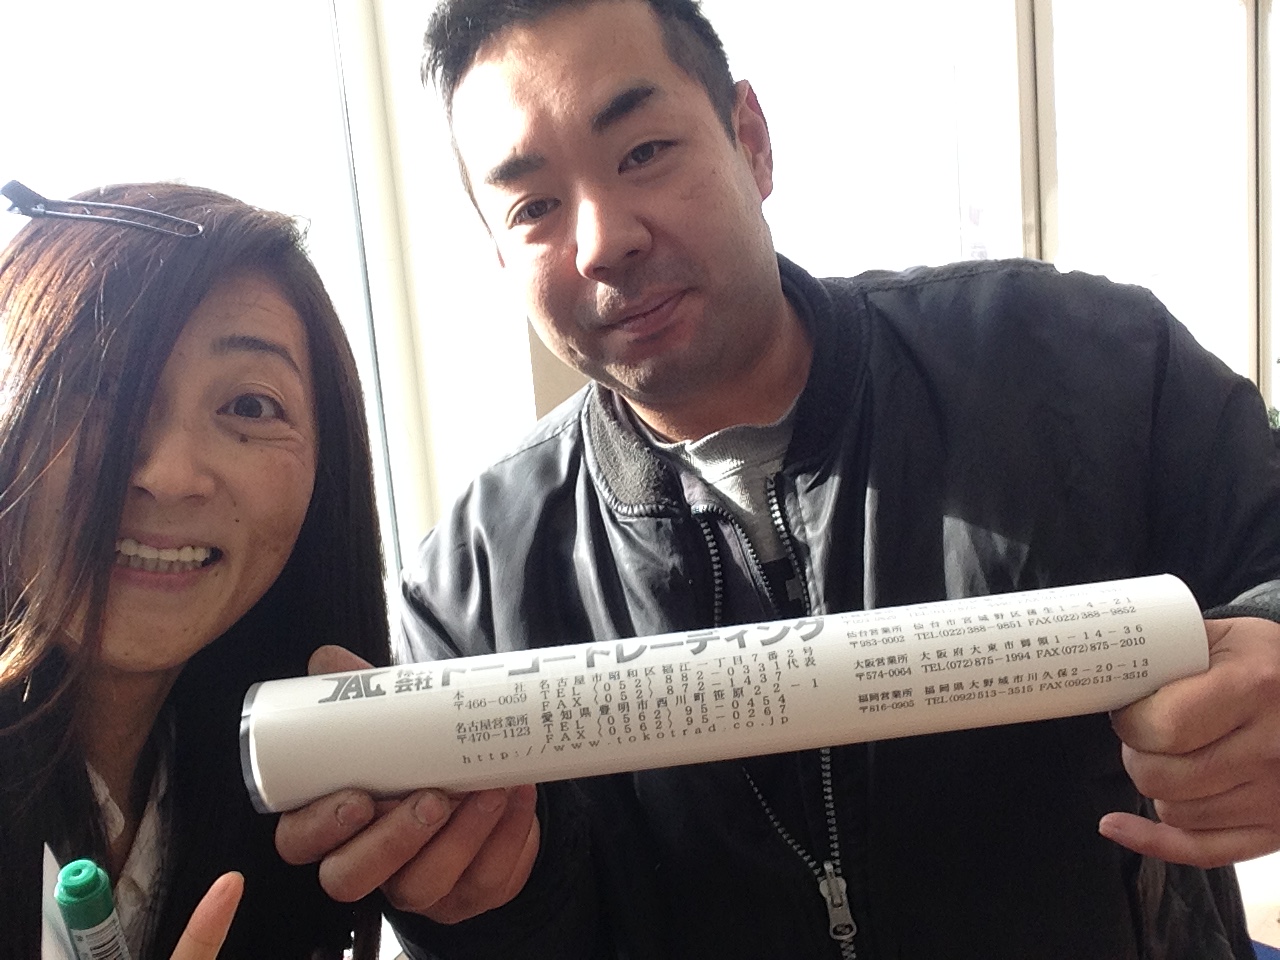 TAC 株式会社 トーコートレーディング
本社 名古屋市昭和区福江一丁目7番2号
〒466-0059 TEL (052) 882-0331代表
FAX (052) 872-1437
名古屋営業所 愛知県豊明市西川町笹原22-1
〒470-1123 TEL (0562) 95-0454
FAX (0562) 95-0267
http://www.tokotrad.co.jp
仙台営業所 仙台市宮城野区蒲生1-4-21
〒983-0002 TEL(022)388-9851 FAX(022)388-9852
大阪営業所 大阪府大東市御領1-14-36
〒574-0064 TEL(072)875-1994 FAX(072)875-2010
福岡営業所 福岡県大野城市川久保2-20-13
〒816-0905 TEL(092)513-3515 FAX(092)513-3516